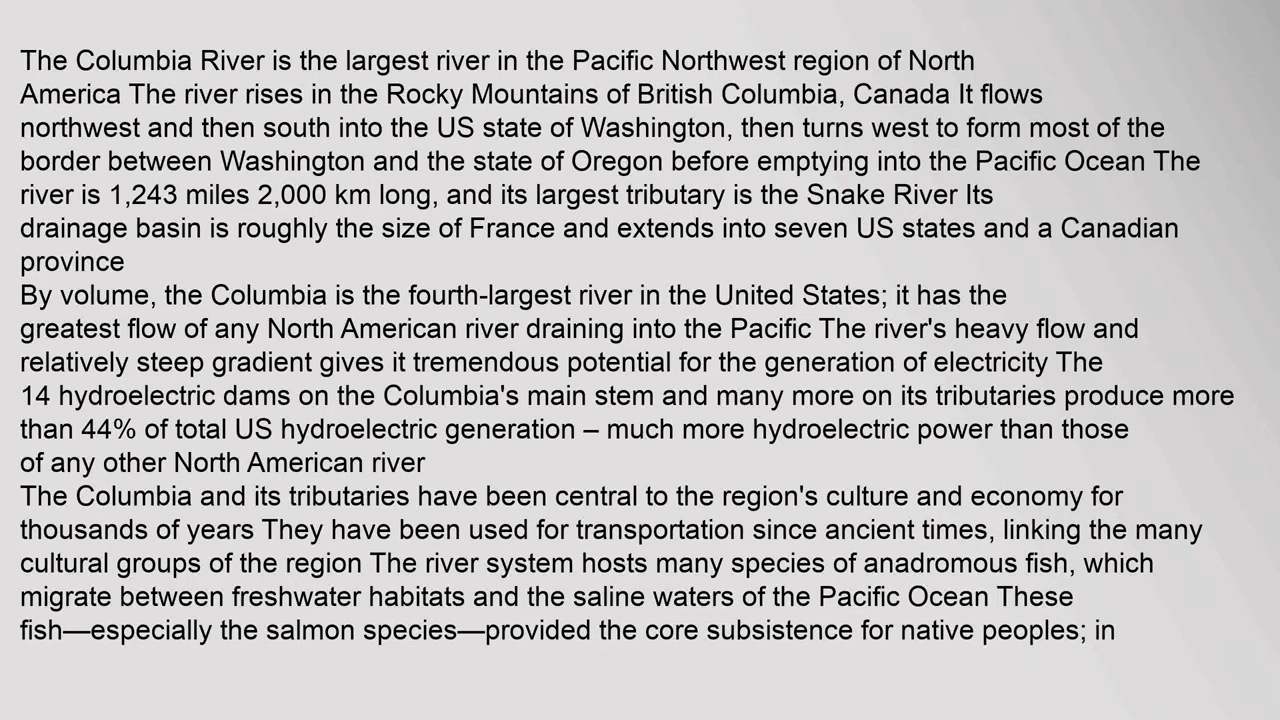 The Columbia River is the largest river in the Pacific Northwest region of North
America The river rises in the Rocky Mountains of British Columbia, Canada It flows
northwest and then south into the US state of Washington, then turns west to form most of the
border between Washington and the state of Oregon before emptying into the Pacific Ocean The
river is 1,243 miles 2,000 km long, and its largest tributary is the Snake River Its
drainage basin is roughly the size of France and extends into seven US states and a Canadian
province
By volume, the Columbia is the fourth-largest river in the United States; it has the
greatest flow of any North American river draining into the Pacific The river's heavy flow and
relatively steep gradient gives it tremendous potential for the generation of electricity The
14 hydroelectric dams on the Columbia's main stem and many more on its tributaries produce more
than 44% of total US hydroelectric generation – much more hydroelectric power than those
of any other North American river
The Columbia and its tributaries have been central to the region's culture and economy for
thousands of years They have been used for transportation since ancient times, linking the many
cultural groups of the region The river system hosts many species of anadromous fish, which
migrate between freshwater habitats and the saline waters of the Pacific Ocean These
fish—especially the salmon species—provided the core subsistence for native peoples; in